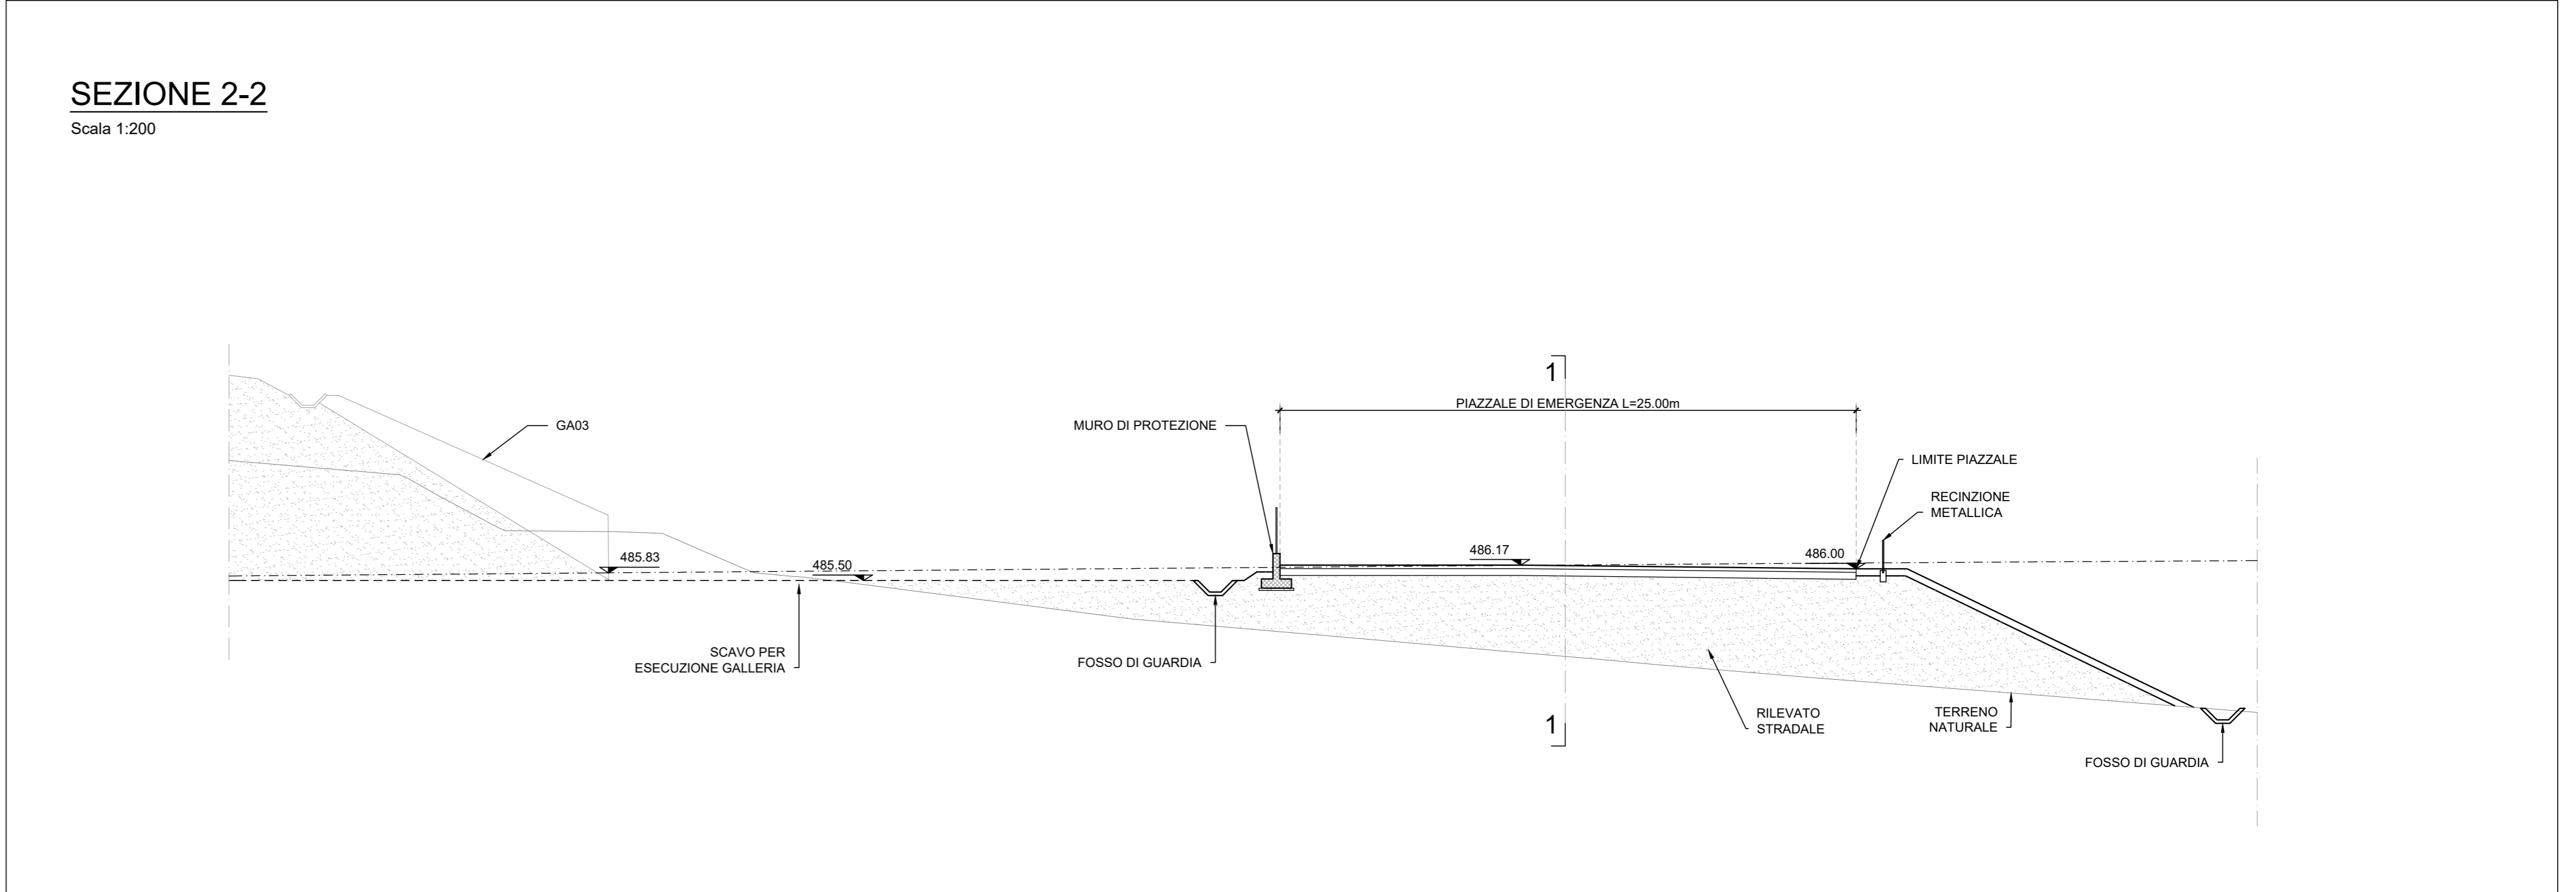 SEZIONE 2-2
Scala 1:200
1
PIAZZALE DI EMERGENZA L=25.00m
GA03
MURO DI PROTEZIONE
LIMITE PIAZZALE
RECINZIONE
METALLICA
485.83
485.50
486.17
486.00
SCAVO PER
ESECUZIONE GALLERIA
FOSSO DI GUARDIA
1
RILEVATO
STRADALE
TERRENO
NATURALE
FOSSO DI GUARDIA